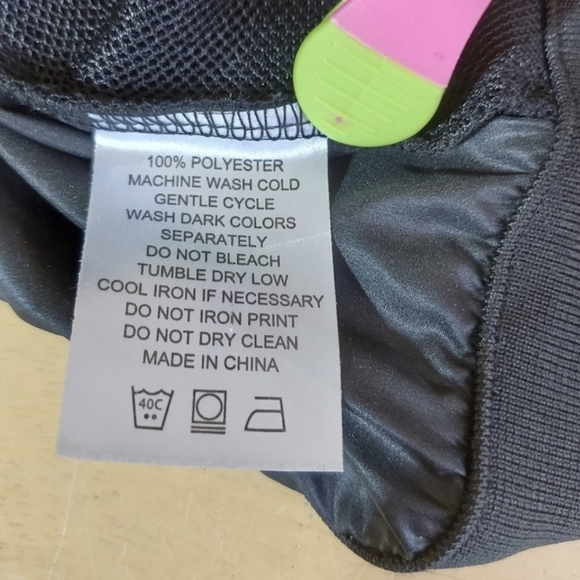 100% POLYESTER
MACHINE WASH COLD
GENTLE CYCLE
WASH DARK COLORS
SEPARATELY
DO NOT BLEACH
TUMBLE DRY LOW
COOL IRON IF NECESSARY
DO NOT IRON PRINT
DO NOT DRY CLEAN
MADE IN CHINA
40C